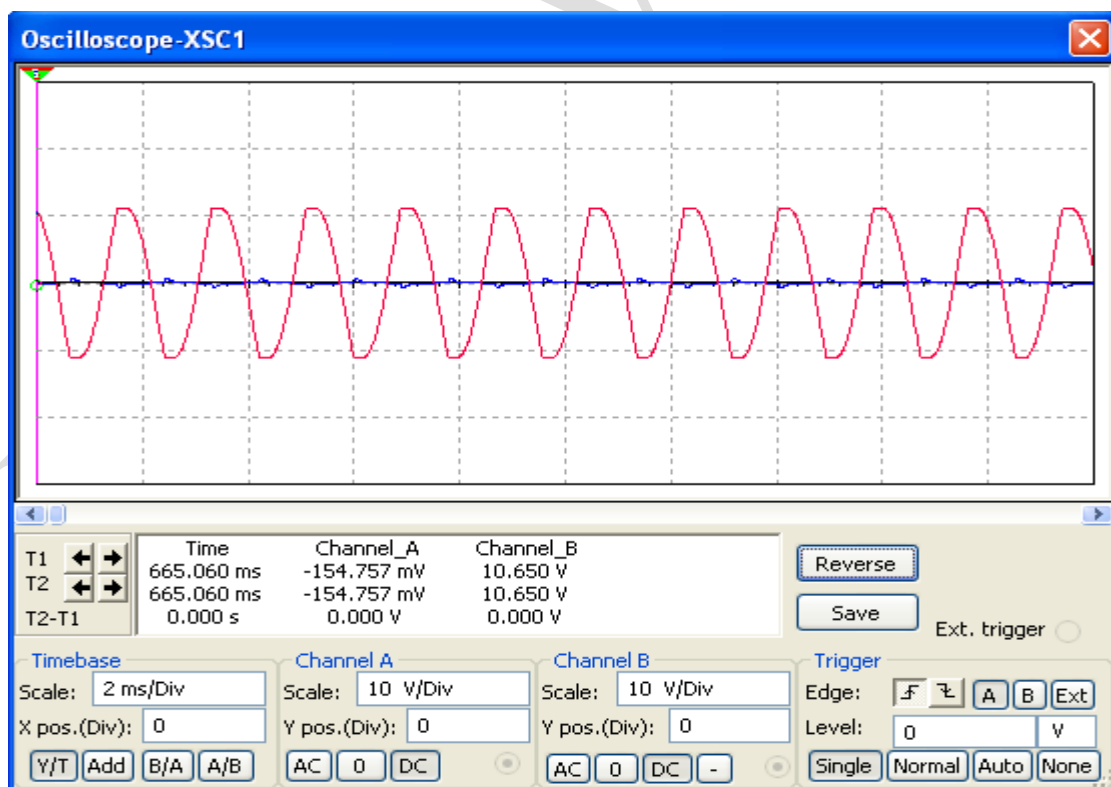 Oscilloscope-XSC1
Time Channel_A Channel_B
T1 665.060 ms -154.757 mV 10.650 V
T2 665.060 ms -154.757 mV 10.650 V
T2-T1 0.000 s 0.000 V 0.000 V
Reverse
Save
Ext. trigger
Timebase
Scale: 2 ms/Div
X pos.(Div): 0
Y/T Add B/A A/B
Channel A
Scale: 10 V/Div
Y pos.(Div): 0
AC 0 DC
Channel B
Scale: 10 V/Div
Y pos.(Div): 0
AC 0 DC -
Trigger
Edge: A B Ext
Level: 0 V
Single Normal Auto None